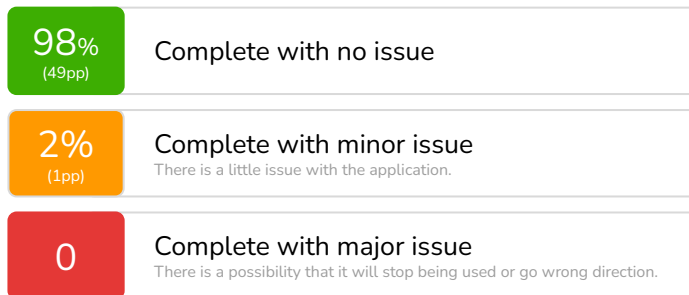 98%
(49pp)
Complete with no issue
2%
(1pp)
Complete with minor issue
There is a little issue with the application.
0
Complete with major issue
There is a possibility that it will stop being used or go wrong direction.